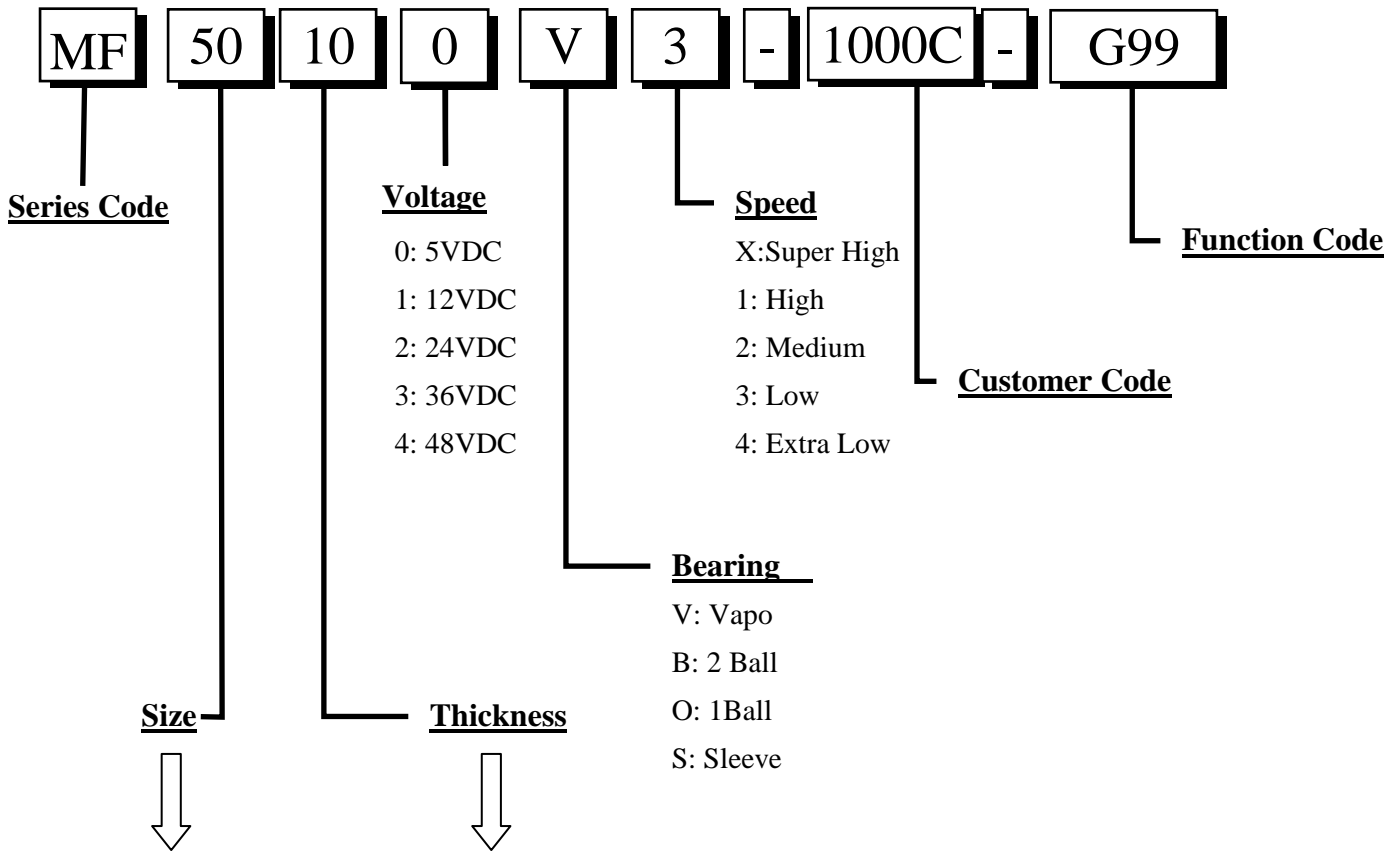 MF 50 10 0 V 3 - 1000C - G99
Series Code
Voltage
0: 5VDC
1: 12VDC
2: 24VDC
3: 36VDC
4: 48VDC
Speed
X:Super High
1: High
2: Medium
3: Low
4: Extra Low
Function Code
Customer Code
Bearing
V: Vapo
B: 2 Ball
O: 1Ball
S: Sleeve
Size
Thickness